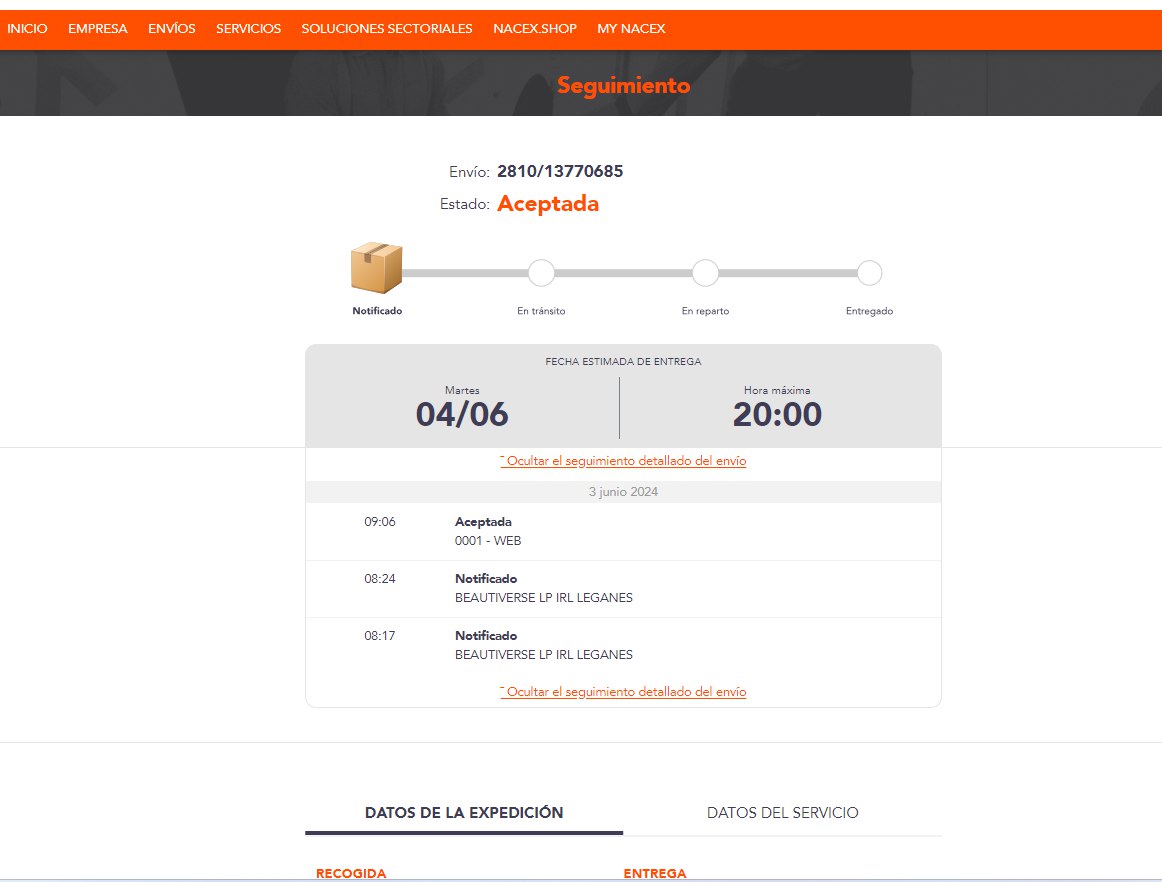 INICIO EMPRESA ENVÍOS SERVICIOS SOLUCIONES SECTORIALES NACEX.SHOP MY NACEX
Seguimiento
Envío: 2810/13770685
Estado: Aceptada
Notificado En tránsito En reparto Entregado
FECHA ESTIMADA DE ENTREGA
Martes Hora máxima
04/06 20:00
ˉ Ocultar el seguimiento detallado del envío
3 junio 2024
09:06 Aceptada
0001 - WEB
08:24 Notificado
BEAUTIVERSE LP IRL LEGANES
08:17 Notificado
BEAUTIVERSE LP IRL LEGANES
ˉ Ocultar el seguimiento detallado del envío
DATOS DE LA EXPEDICIÓN DATOS DEL SERVICIO
RECOGIDA ENTREGA